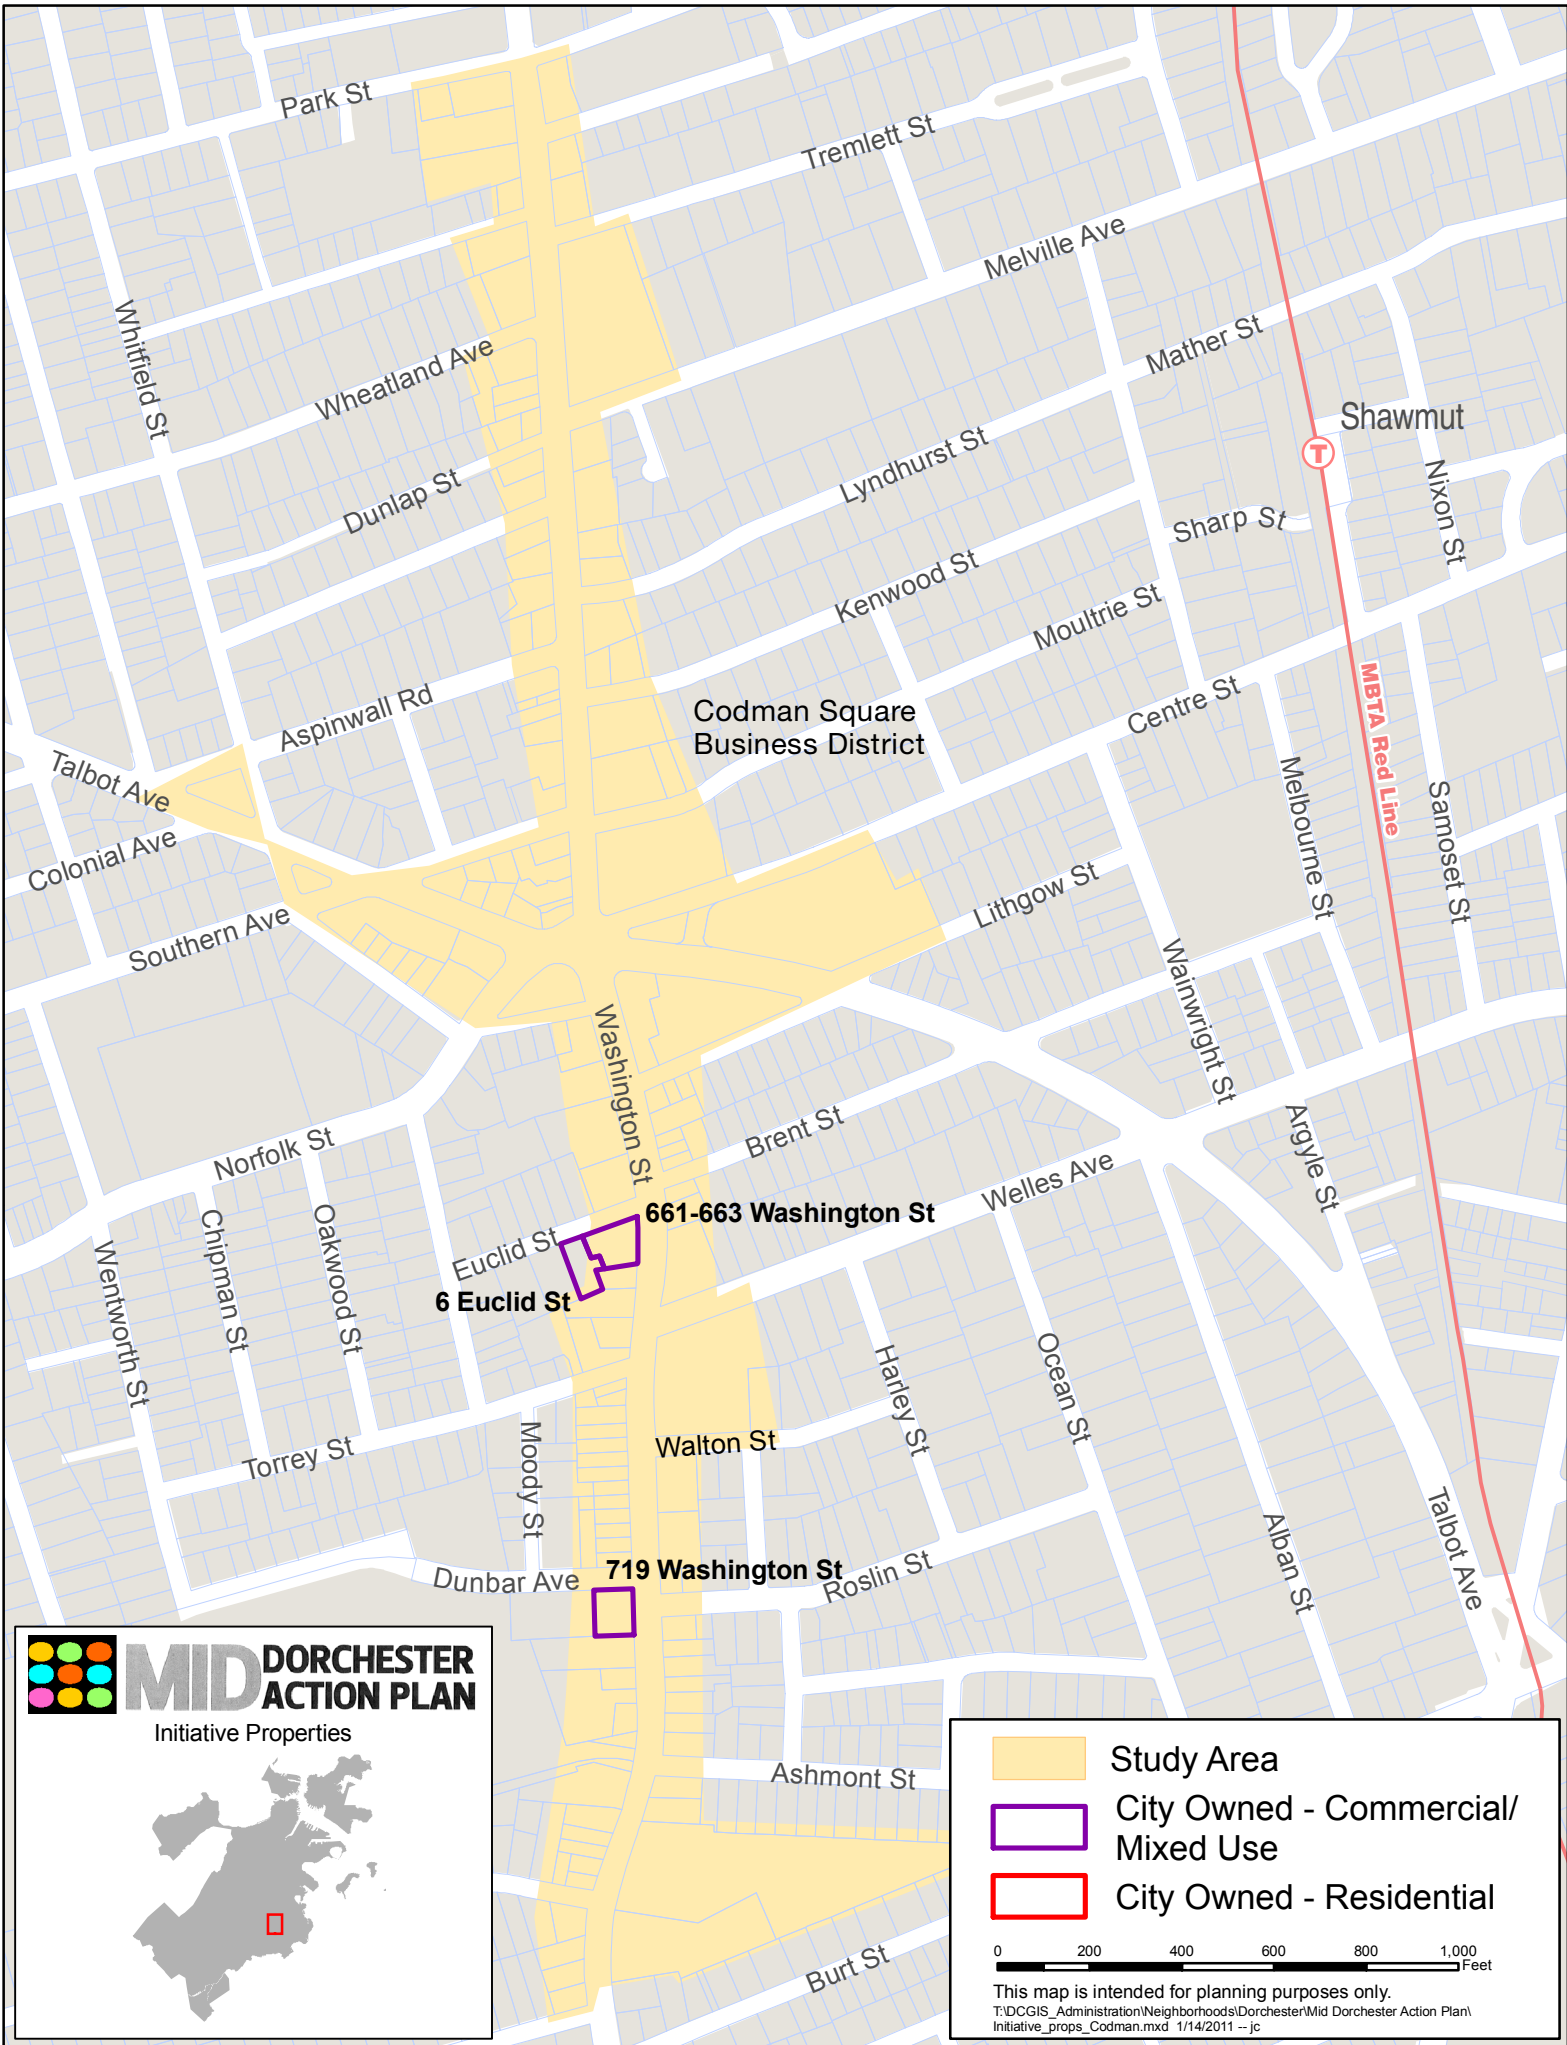 Park St
Tremlett St
Melville Ave
Whitfield St
Wheatland Ave
Mather St
Shawmut
T
Dunlap St
Lyndhurst St
Nixon St
Sharp St
Kenwood St
Moultrie St
Aspinwall Rd
Codman Square
Business District
Centre St
MBTA Red Line
Talbot Ave
Colonial Ave
Melbourne St
Samoset St
Southern Ave
Lithgow St
Wainwright St
Washington St
Norfolk St
Brent St
Argyle St
Welles Ave
661-663 Washington St
Euclid St
6 Euclid St
Wentworth St
Chipman St
Oakwood St
Harley St
Ocean St
Walton St
Torrey St
Moody St
Talbot Ave
Alban St
719 Washington St
Dunbar Ave
Roslin St
Ashmont St
Burt St
MID DORCHESTER
ACTION PLAN
Initiative Properties
Study Area
City Owned - Commercial/
Mixed Use
City Owned - Residential
0 200 400 600 800 1,000
Feet
This map is intended for planning purposes only.
T:\DCGIS_Administration\Neighborhoods\Dorchester\Mid Dorchester Action Plan\
Initiative_props_Codman.mxd 1/14/2011 -- jc